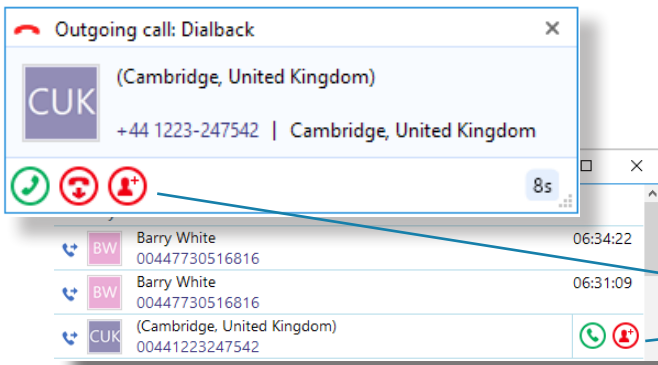 Outgoing call: Dialback
CUK
(Cambridge, United Kingdom)
+44 1223-247542 | Cambridge, United Kingdom
8s
BW
Barry White
06:34:22
00447730516816
BW
Barry White
06:31:09
00447730516816
CUK
(Cambridge, United Kingdom)
00441223247542